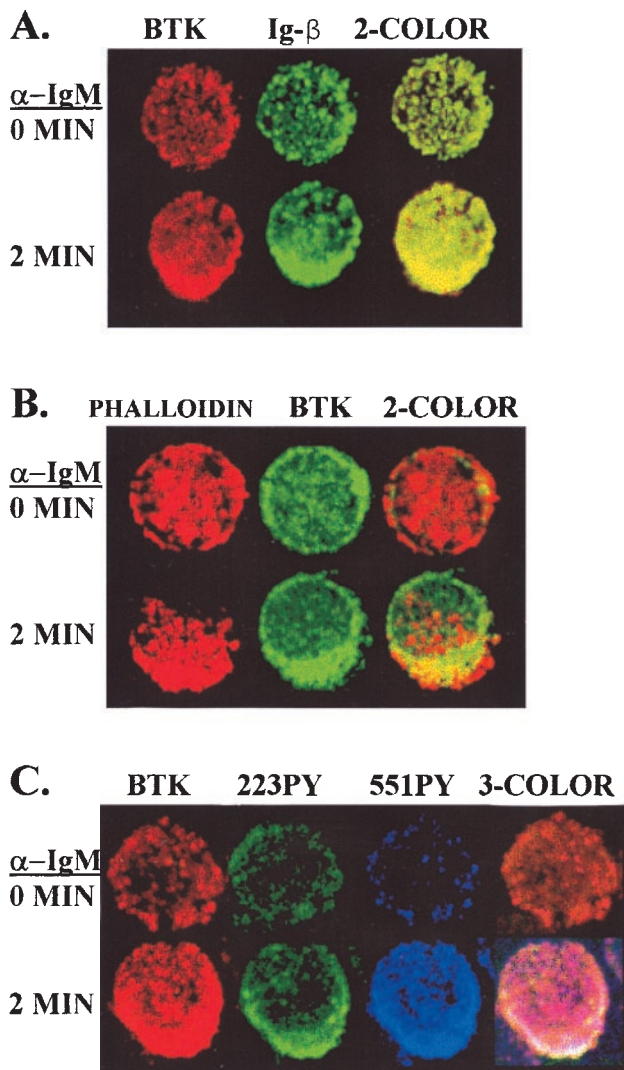 A.
BTK Ig-β 2-COLOR
α–IgM
0 MIN
2 MIN
B.
PHALLOIDIN BTK 2-COLOR
α–IgM
0 MIN
2 MIN
C.
BTK 223PY 551PY 3-COLOR
α–IgM
0 MIN
2 MIN